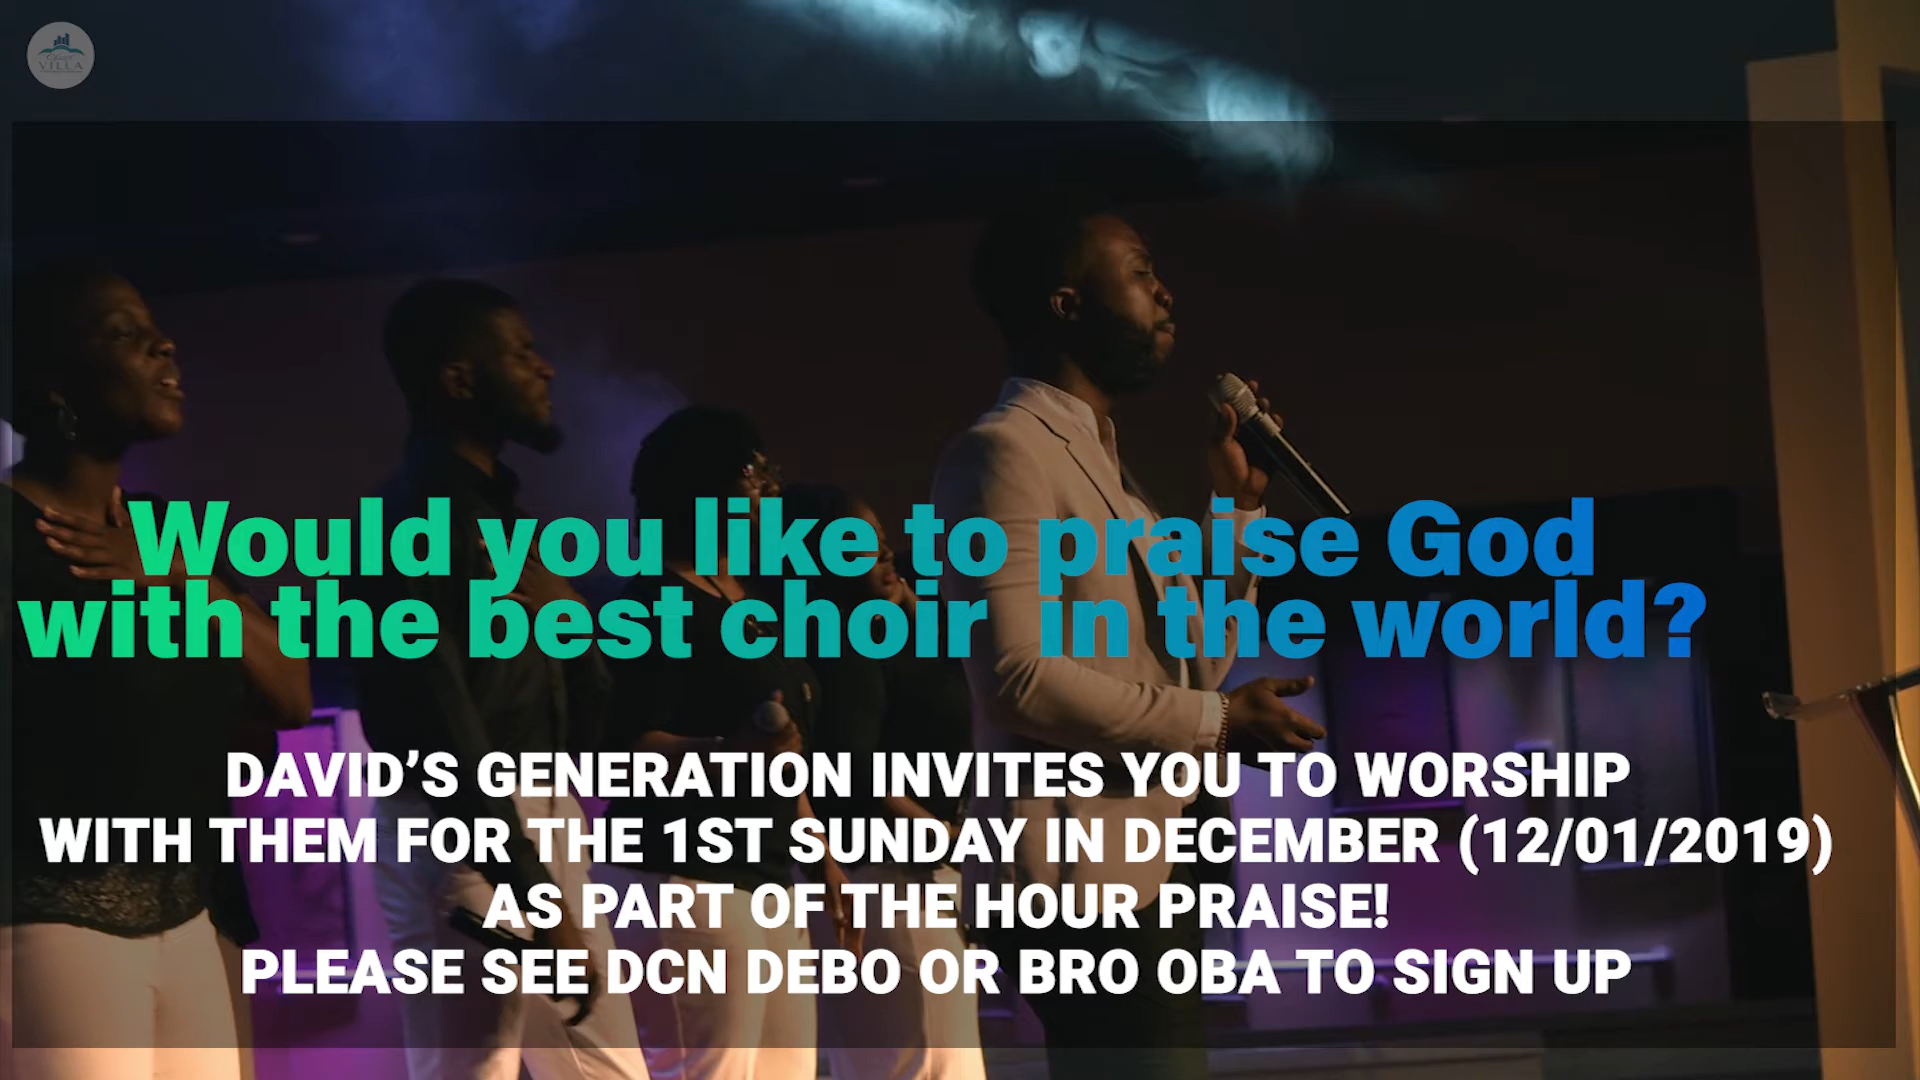 VILLA
Would you like to praise God
with the best choir in the world?
DAVID’S GENERATION INVITES YOU TO WORSHIP
WITH THEM FOR THE 1ST SUNDAY IN DECEMBER (12/01/2019)
AS PART OF THE HOUR PRAISE!
PLEASE SEE DCN DEBO OR BRO OBA TO SIGN UP